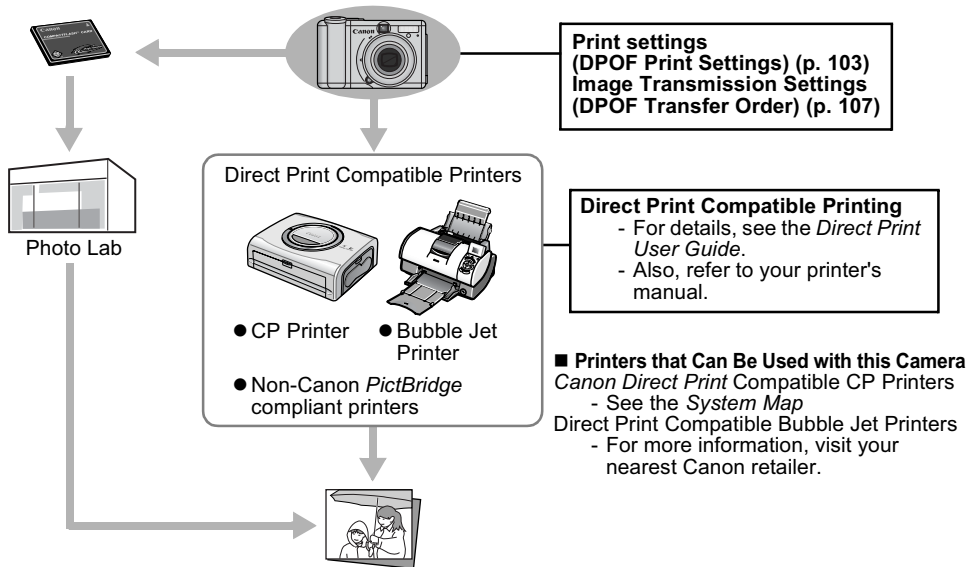 Canon
COMPACTFLASH CARD
Canon
Print settings
(DPOF Print Settings) (p. 103)
Image Transmission Settings
(DPOF Transfer Order) (p. 107)
Photo Lab
Direct Print Compatible Printers
● CP Printer
● Bubble Jet
Printer
● Non-Canon PictBridge
compliant printers
Direct Print Compatible Printing
- For details, see the Direct Print
User Guide.
- Also, refer to your printer's
manual.
■ Printers that Can Be Used with this Camera
Canon Direct Print Compatible CP Printers
- See the System Map
Direct Print Compatible Bubble Jet Printers
- For more information, visit your
nearest Canon retailer.